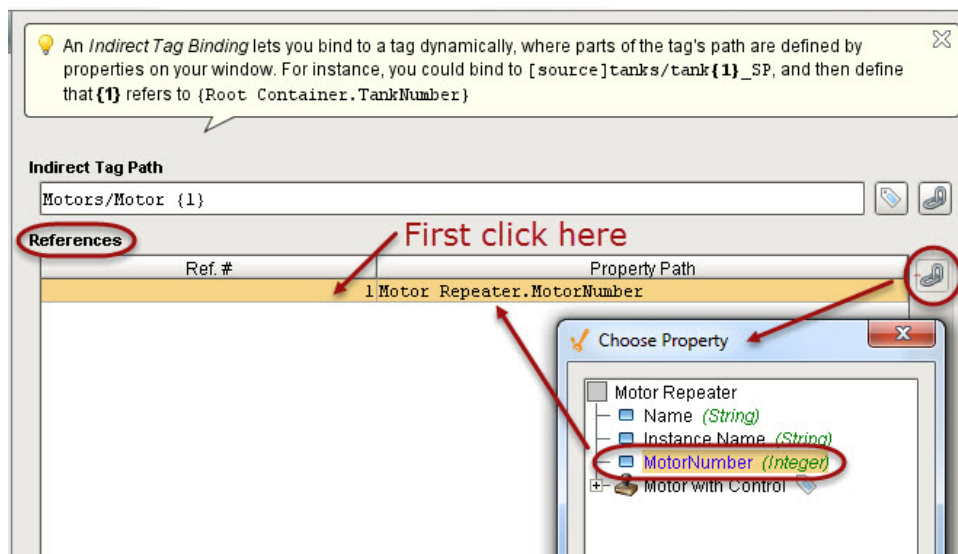 An Indirect Tag Binding lets you bind to a tag dynamically, where parts of the tag's path are defined by
properties on your window. For instance, you could bind to [source]tanks/tank{1}_SP, and then define
that {1} refers to {Root Container.TankNumber}
Indirect Tag Path
Motors/Motor {1}
References
First click here
Ref. # Property Path
1 Motor Repeater.MotorNumber
Choose Property
Motor Repeater
Name (String)
Instance Name (String)
MotorNumber (Integer)
Motor with Control